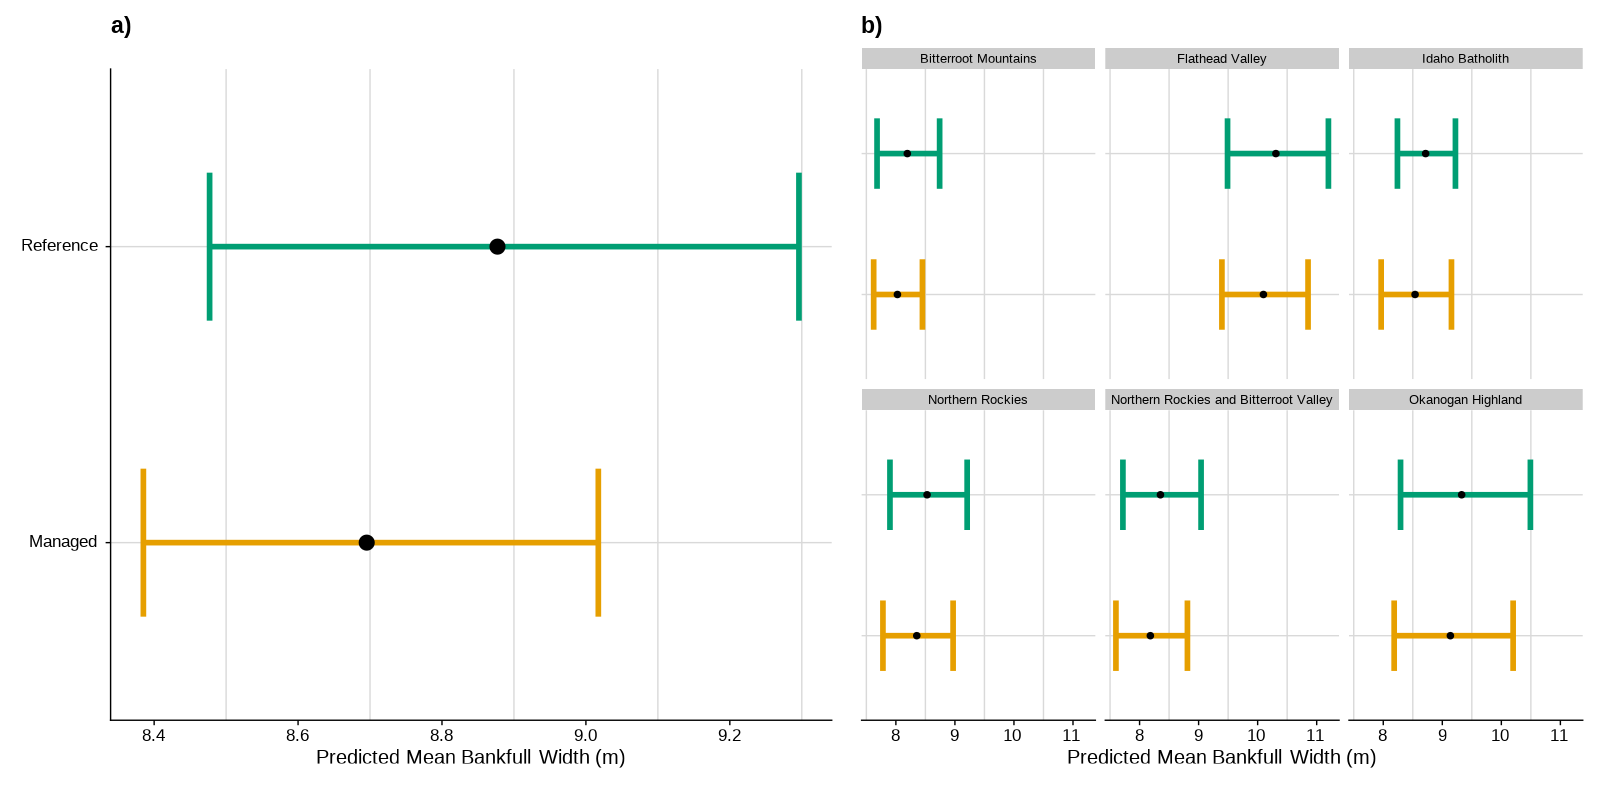 a)
Reference
Managed
8.4 8.6 8.8 9.0 9.2
Predicted Mean Bankfull Width (m)
b)
Bitterroot Mountains
Flathead Valley
Idaho Batholith
Northern Rockies
Northern Rockies and Bitterroot Valley
Okanogan Highland
8 9 10 11 8 9 10 11 8 9 10 11
Predicted Mean Bankfull Width (m)